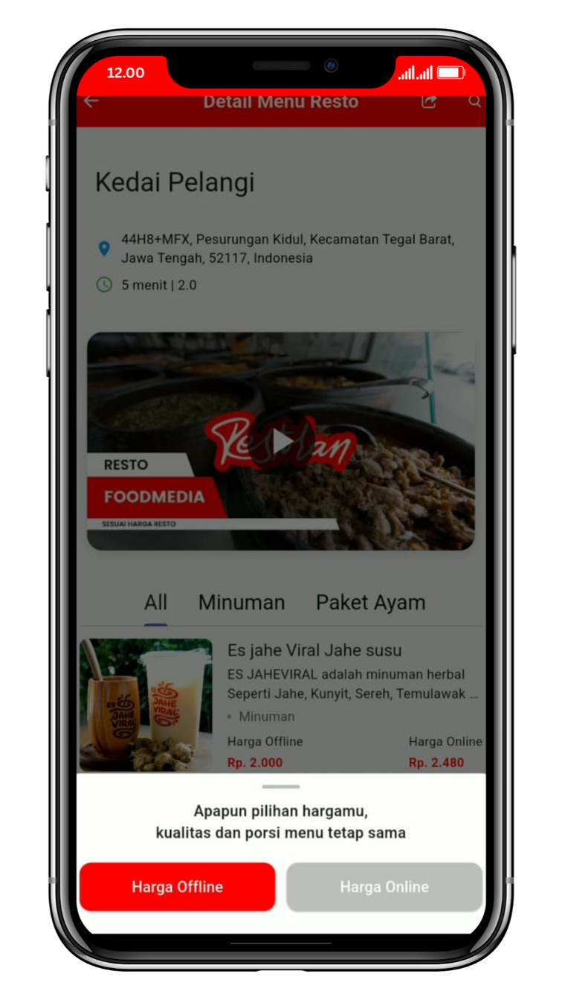 12.00
Detail Menu Resto
Kedai Pelangi
44H8+MFX, Pesurungan Kidul, Kecamatan Tegal Barat,
Jawa Tengah, 52117, Indonesia
5 menit | 2.0
RESTO
FOODMEDIA
SESUAI HARGA RESTO
All Minuman Paket Ayam
Es jahe Viral Jahe susu
ES JAHEVIRAL adalah minuman herbal
Seperti Jahe, Kunyit, Sereh, Temulawak ...
• Minuman
ES
JAHE
VIRAL
ES
JAHE
VIRAL
Harga Offline Harga Online
Rp. 2.000 Rp. 2.480
Apapun pilihan hargamu,
kualitas dan porsi menu tetap sama
Harga Offline Harga Online